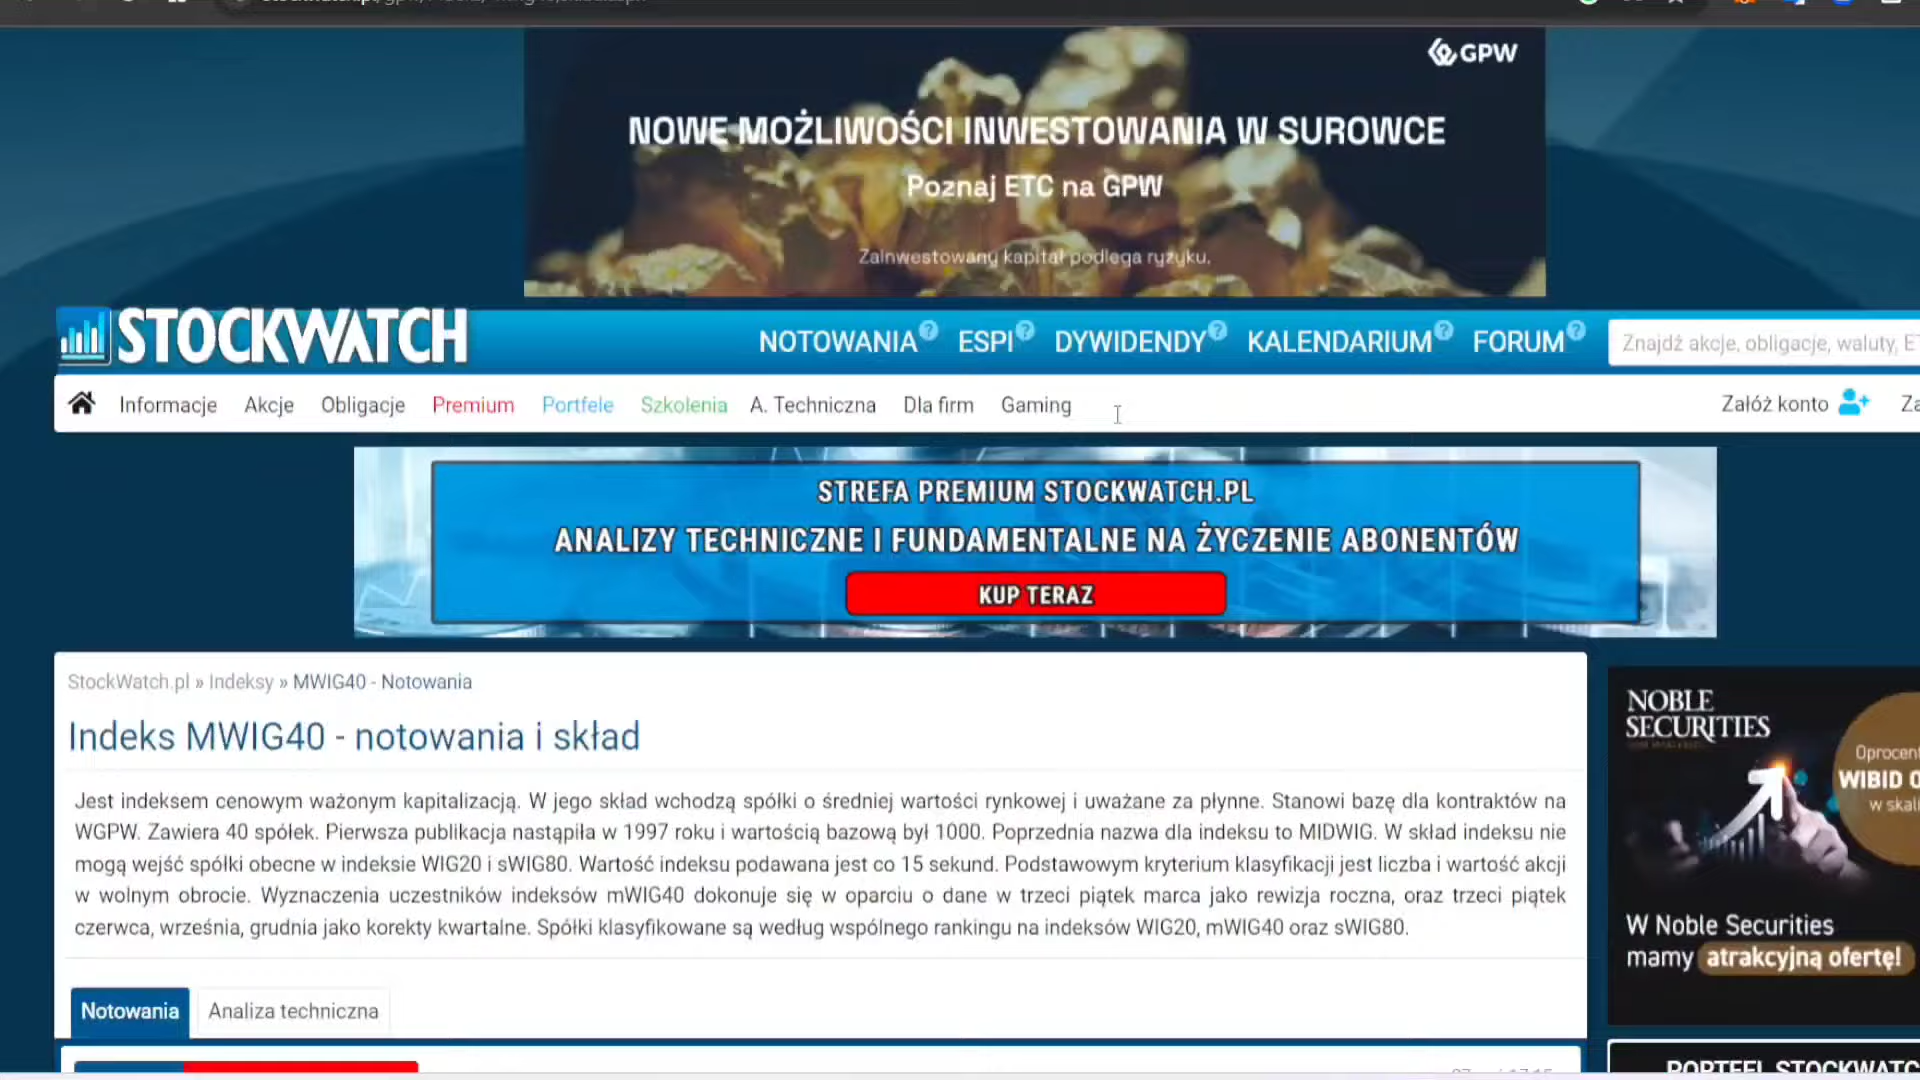 GPW
NOWE MOŻLIWOŚCI INWESTOWANIA W SUROWCE
Poznaj ETC na GPW
Zainwestowany kapitał podlega ryzyku.
STOCKWATCH
NOTOWANIA? ESPI? DYWIDENDY? KALENDARIUM? FORUM?
Znajdź akcje, obligacje, waluty, ET
Informacje Akcje Obligacje Premium Portfele Szkolenia A. Techniczna Dla firm Gaming
Załóż konto Za
STREFA PREMIUM STOCKWATCH.PL
ANALIZY TECHNICZNE I FUNDAMENTALNE NA ŻYCZENIE ABONENTÓW
KUP TERAZ
StockWatch.pl » Indeksy » MWIG40 - Notowania
Indeks MWIG40 - notowania i skład
Jest indeksem cenowym ważonym kapitalizacją. W jego skład wchodzą spółki o średniej wartości rynkowej i uważane za płynne. Stanowi bazę dla kontraktów na
WGPW. Zawiera 40 spółek. Pierwsza publikacja nastąpiła w 1997 roku i wartością bazową był 1000. Poprzednia nazwa dla indeksu to MIDWIG. W skład indeksu nie
mogą wejść spółki obecne w indeksie WIG20 i sWIG80. Wartość indeksu podawana jest co 15 sekund. Podstawowym kryterium klasyfikacji jest liczba i wartość akcji
w wolnym obrocie. Wyznaczenia uczestników indeksów mWIG40 dokonuje się w oparciu o dane w trzeci piątek marca jako rewizja roczna, oraz trzeci piątek
czerwca, września, grudnia jako korekty kwartalne. Spółki klasyfikowane są według wspólnego rankingu na indeksów WIG20, mWIG40 oraz sWIG80.
Notowania Analiza techniczna
NOBLE
SECURITIES
Oprocent
WIBID O
w skali
W Noble Securities
mamy atrakcyjną ofertę!
PORTFEL STOCKWATC